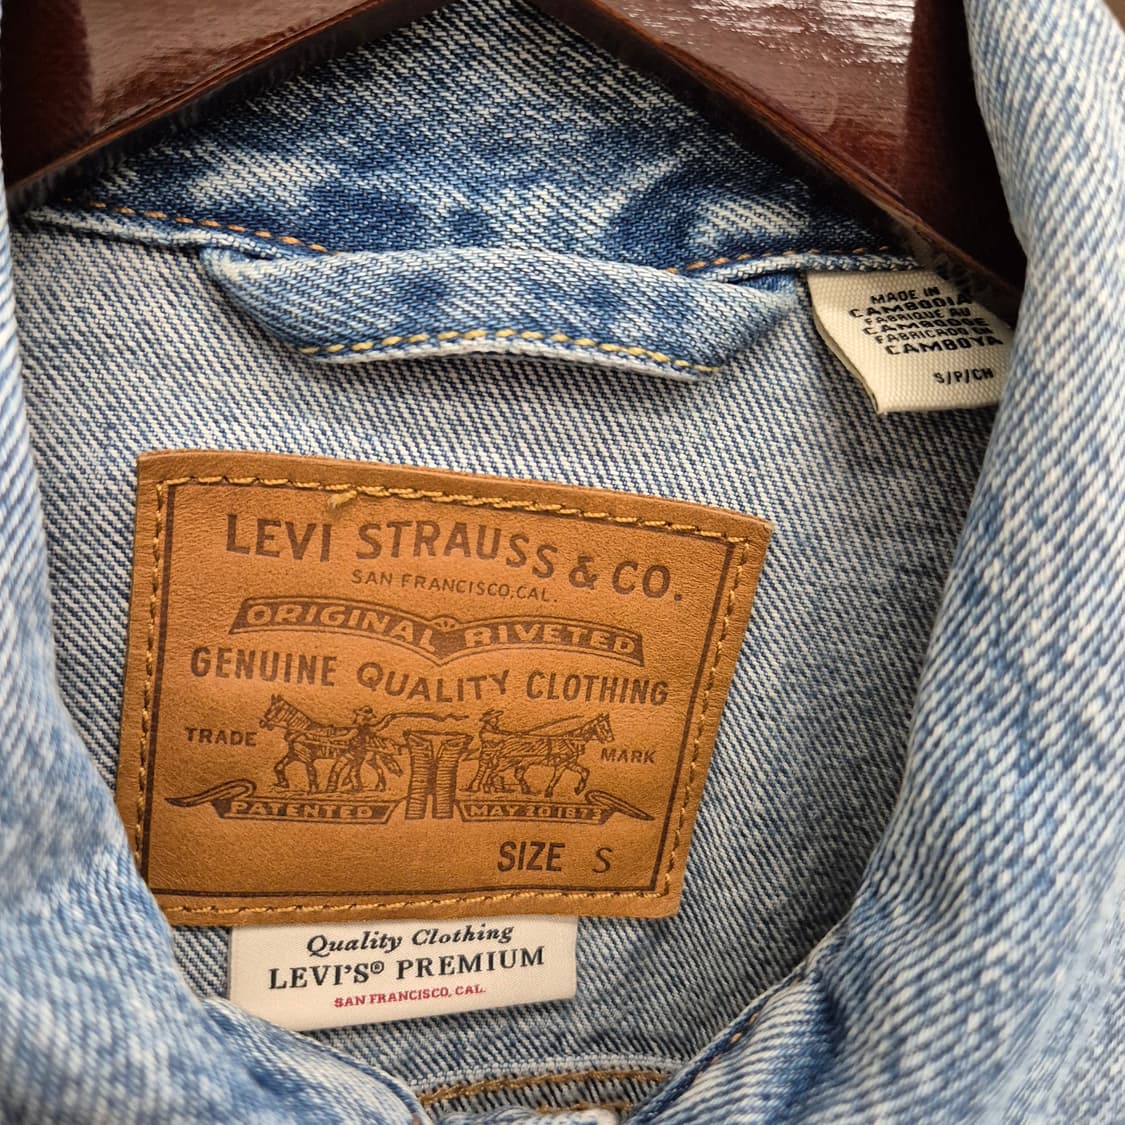 MADE IN
CAMBODIA
FABRIQUE AU
CAMBODGE
FABRICADO EN
CAMBOYA
S/P/CH
LEVI STRAUSS & CO.
SAN FRANCISCO, CAL.
ORIGINAL RIVETED
GENUINE QUALITY CLOTHING
TRADE MARK
PATENTED MAY 20 1873
SIZE S
Quality Clothing
LEVI'S® PREMIUM
SAN FRANCISCO, CAL.